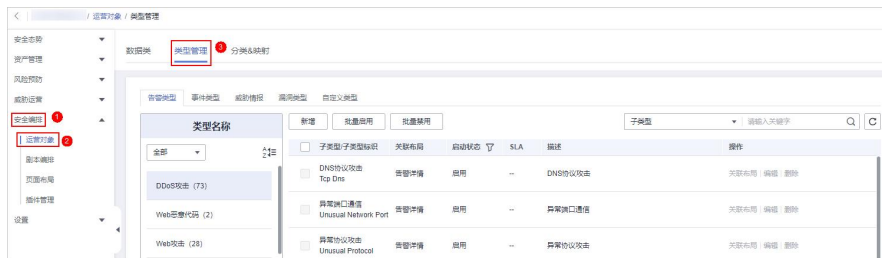 / 运营对象 / 类型管理
安全态势
资产管理
风险预防
威胁运营
安全编排 1
运营对象 2
剧本编排
页面布局
插件管理
设置
数据类 类型管理 3 分类&映射
告警类型 事件类型 威胁情报 漏洞类型 自定义类型
类型名称
全部
DDoS攻击 (73)
Web恶意代码 (2)
Web攻击 (28)
新增 批量启用 批量禁用 子类型 请输入关键字
子类型/子类型标识 关联布局 启动状态 SLA 描述 操作
DNS协议攻击 告警详情 启用 -- DNS协议攻击 关联布局 编辑 删除
Tcp Dns
异常端口通信 告警详情 启用 -- 异常端口通信 关联布局 编辑 删除
Unusual Network Port
异常协议攻击 告警详情 启用 -- 异常协议攻击 关联布局 编辑 删除
Unusual Protocol